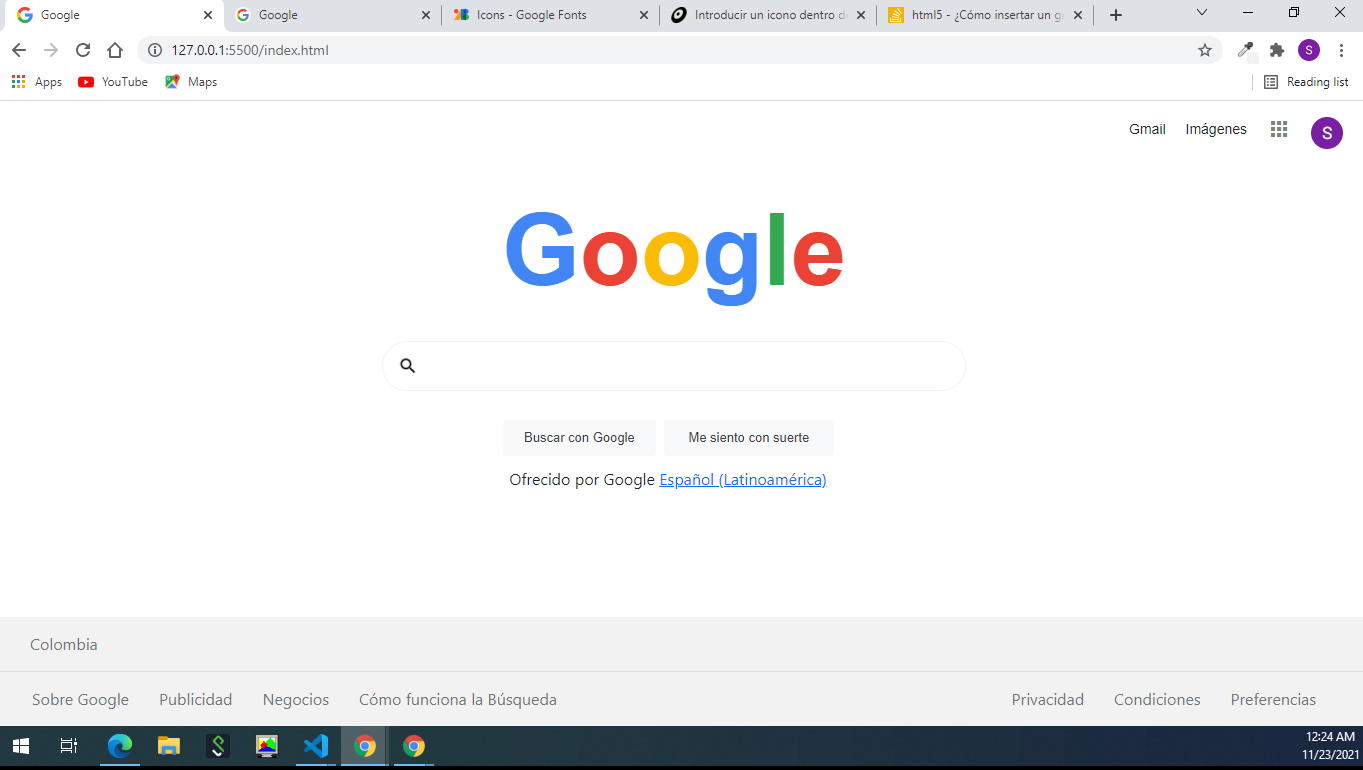 Google Google Icons - Google Fonts Introducir un icono dentro de html5 - ¿Cómo insertar un g
127.0.0.1:5500/index.html S
Apps YouTube Maps Reading list
Gmail Imágenes S
Google
Buscar con Google Me siento con suerte
Ofrecido por Google Español (Latinoamérica)
Colombia
Sobre Google Publicidad Negocios Cómo funciona la Búsqueda Privacidad Condiciones Preferencias
12:24 AM
11/23/2021